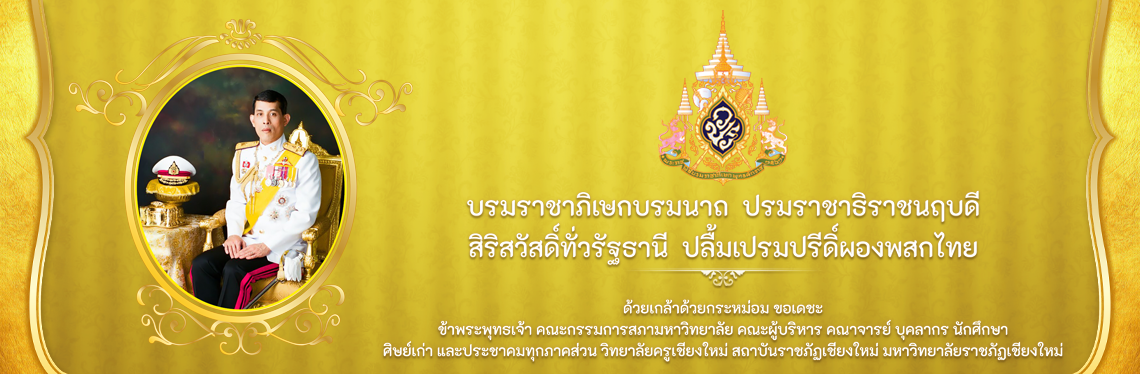 บรมราชาภิเษกบรมนาถ ปรมราชาธิราชนฤบดี
สิริสวัสดิ์ทั่วรัฐธานี ปลื้มเปรมปรีดิ์ผองพสกไทย
ด้วยเกล้าด้วยกระหม่อม ขอเดชะ
ข้าพระพุทธเจ้า คณะกรรมการสภามหาวิทยาลัย คณะผู้บริหาร คณาจารย์ บุคลากร นักศึกษา
ศิษย์เก่า และประชาคมทุกภาคส่วน วิทยาลัยครูเชียงใหม่ สถาบันราชภัฏเชียงใหม่ มหาวิทยาลัยราชภัฏเชียงใหม่